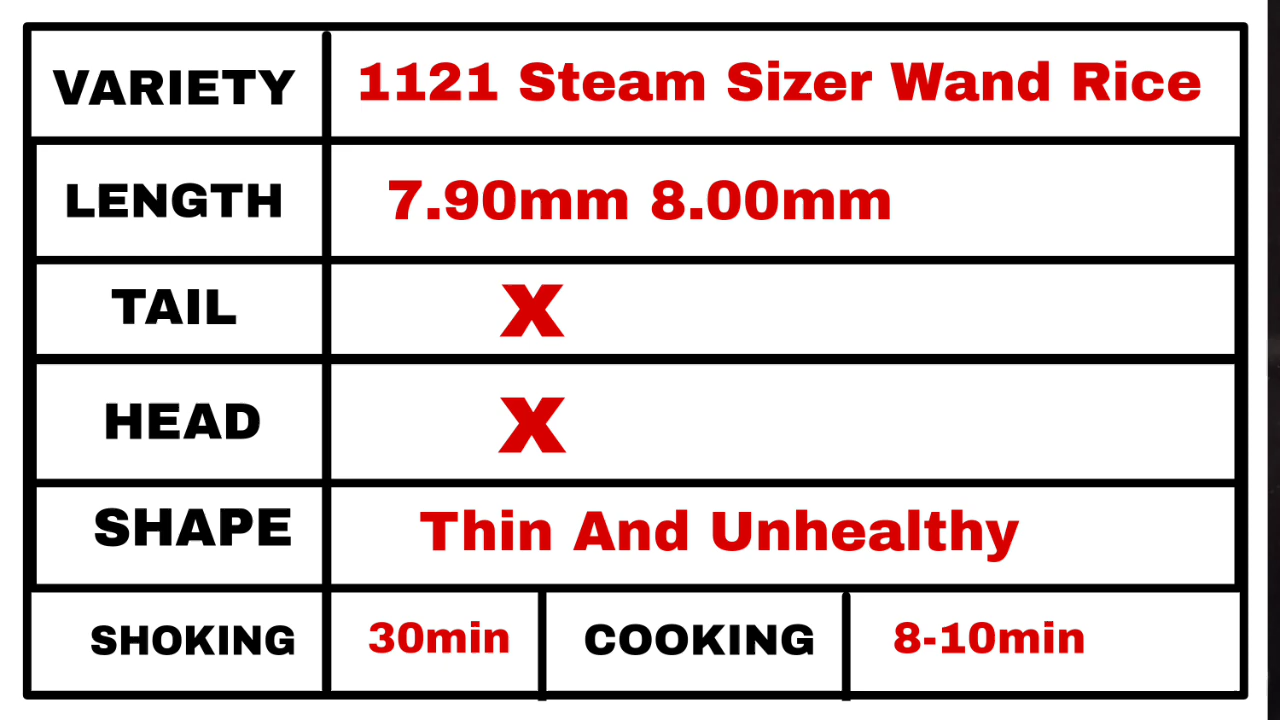 VARIETY 1121 Steam Sizer Wand Rice
LENGTH 7.90mm 8.00mm
TAIL X
HEAD X
SHAPE Thin And Unhealthy
SHOKING 30min COOKING 8-10min